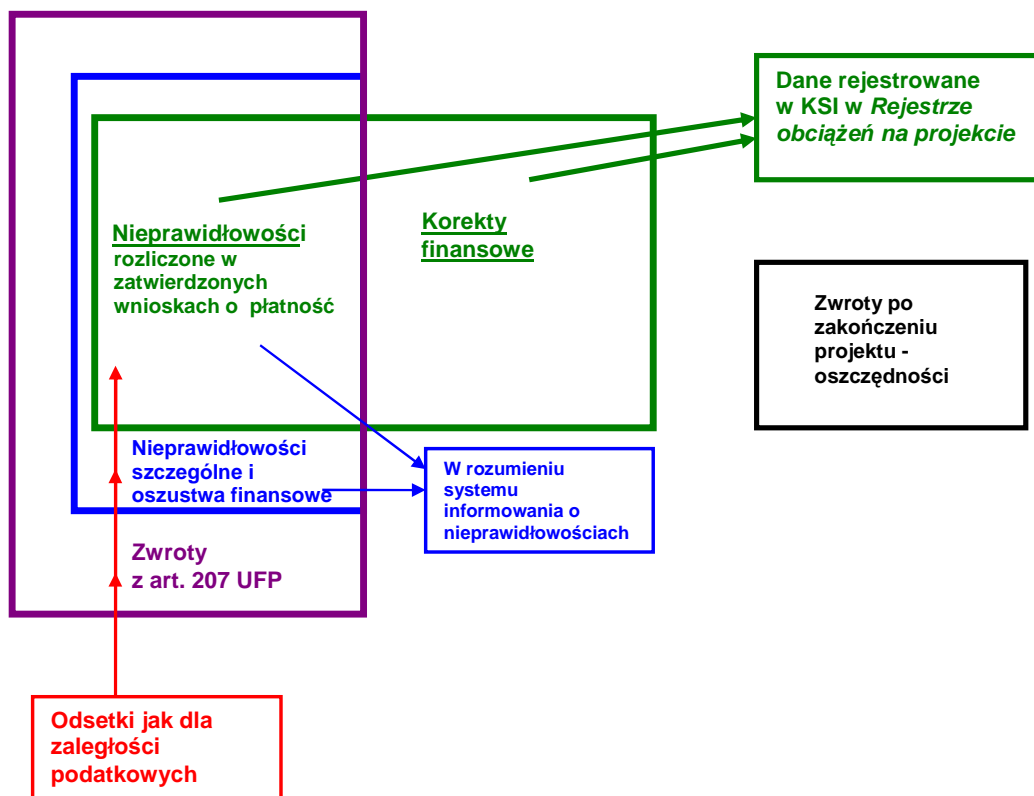 Dane rejestrowane
w KSI w Rejestrze
obciążeń na projekcie
Nieprawidłowości
rozliczone w
zatwierdzonych
wnioskach o płatność
Korekty
finansowe
Zwroty po
zakończeniu
projektu -
oszczędności
Nieprawidłowości
szczególne i
oszustwa finansowe
W rozumieniu
systemu
informowania o
nieprawidłowościach
Zwroty
z art. 207 UFP
Odsetki jak dla
zaległości
podatkowych